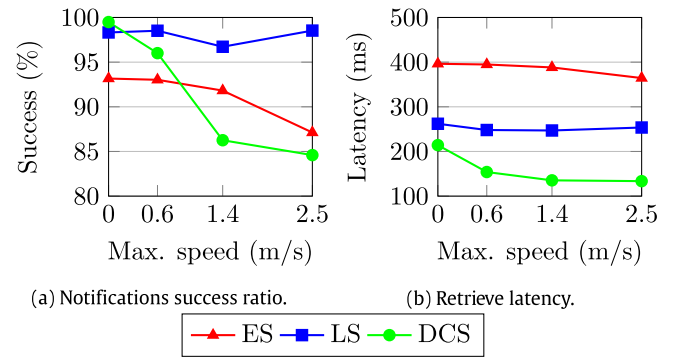 100
95
90
85
80
Success (%)
0 0.6 1.4 2.5
Max. speed (m/s)
(a) Notifications success ratio.
500
400
300
200
100
Latency (ms)
0 0.6 1.4 2.5
Max. speed (m/s)
(b) Retrieve latency.
ES LS DCS